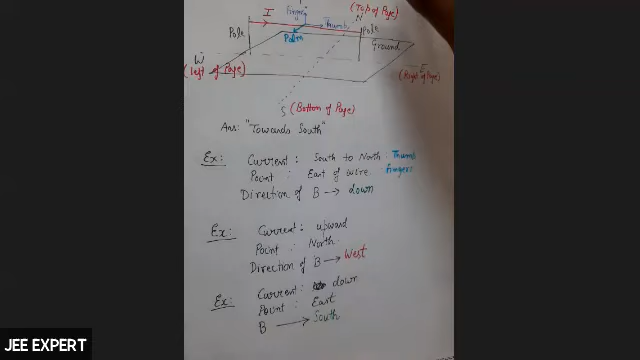 (Top of Page)
I
Fingers
Thumb
N
Pole
Palm
Pole
Ground
W
(left of Page)
E
(Right of Page)
S (Bottom of Page)
Ans: "Towards South"
Ex: Current: South to North : Thumb
Point : East of wire : fingers
Direction of B → down
Ex: Current: upward
Point : North.
Direction of B → West
Ex: Current: down
Point : East
B → South
JEE EXPERT